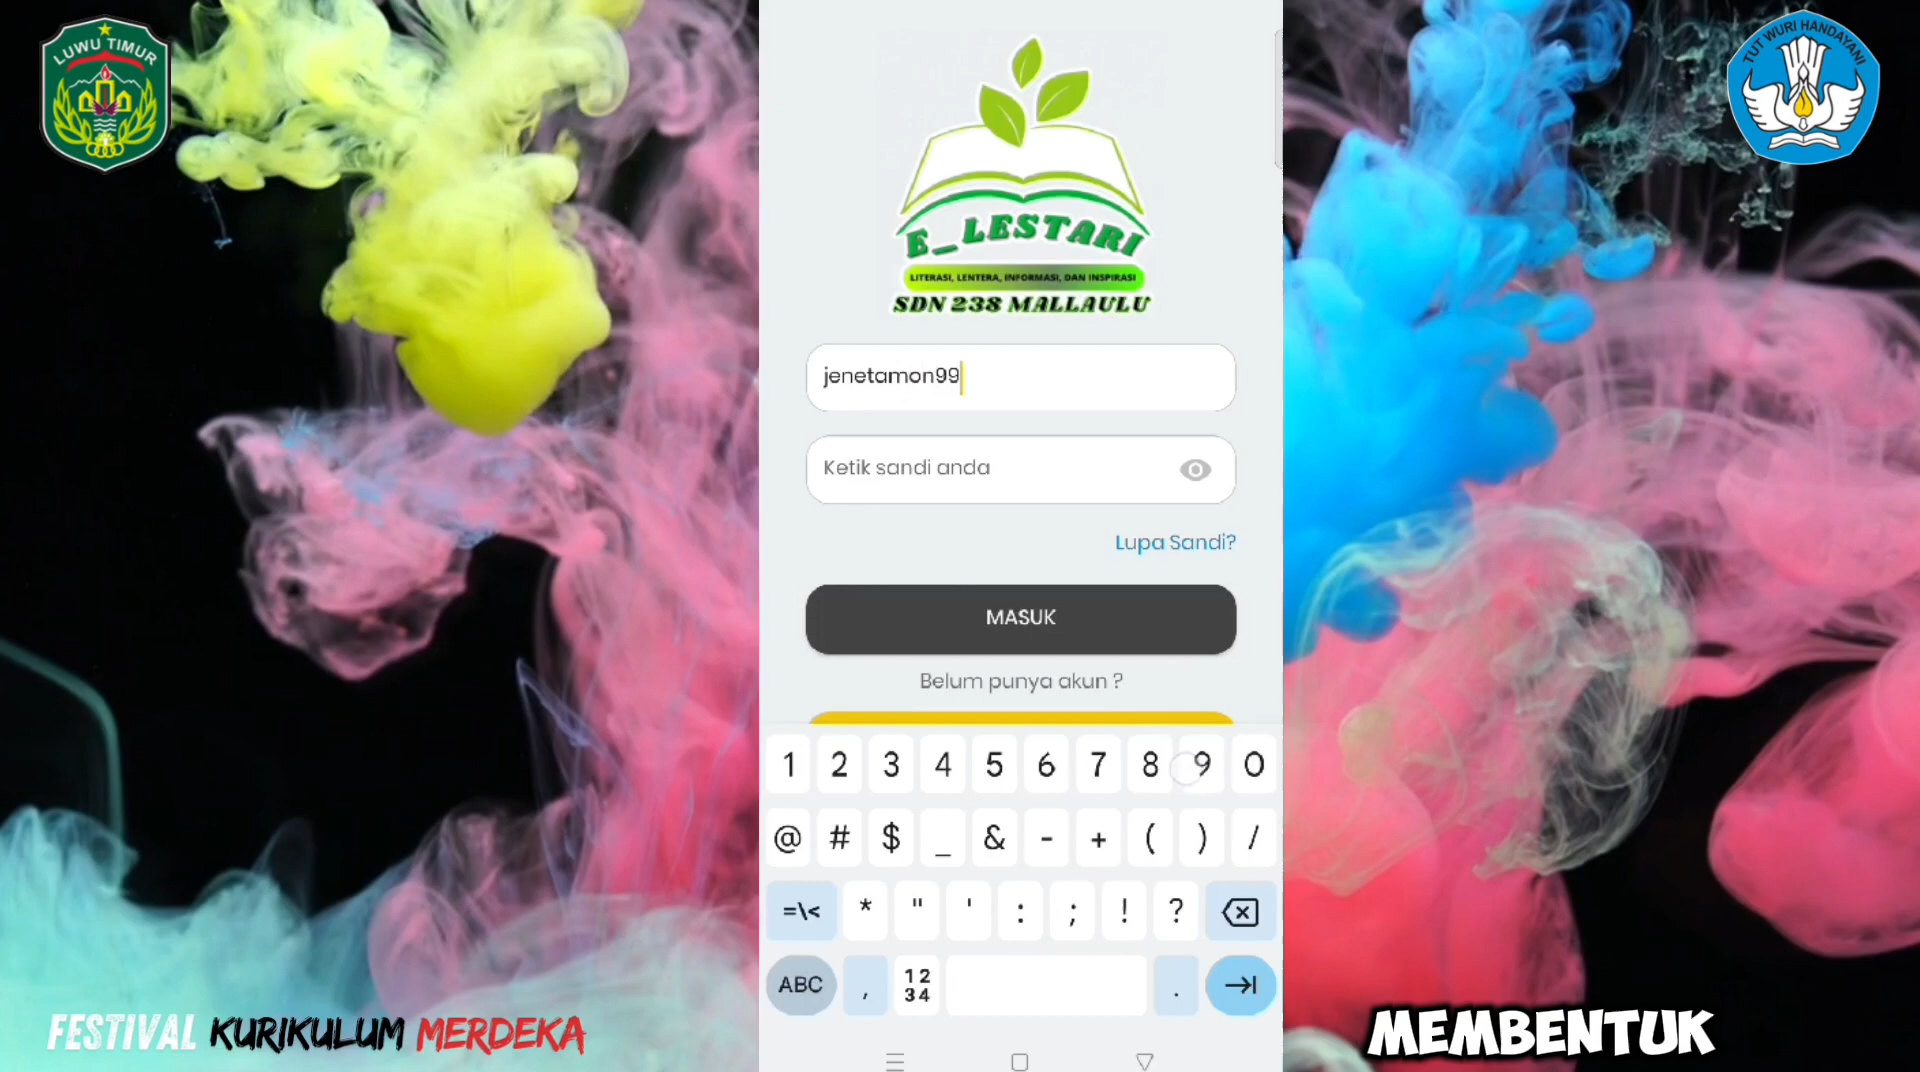 LUWU TIMUR
TUT WURI HANDAYANI
E_LESTARI
LITERASI, LENTERA, INFORMASI, DAN INSPIRASI
SDN 238 MALLAULU
jenetamon99
Ketik sandi anda
Lupa Sandi?
MASUK
Belum punya akun ?
1 2 3 4 5 6 7 8 9 0
@ # $ _ & - + ( ) /
=\< * " ' : ; ! ?
ABC , 12 34 .
FESTIVAL KURIKULUM MERDEKA
MEMBENTUK